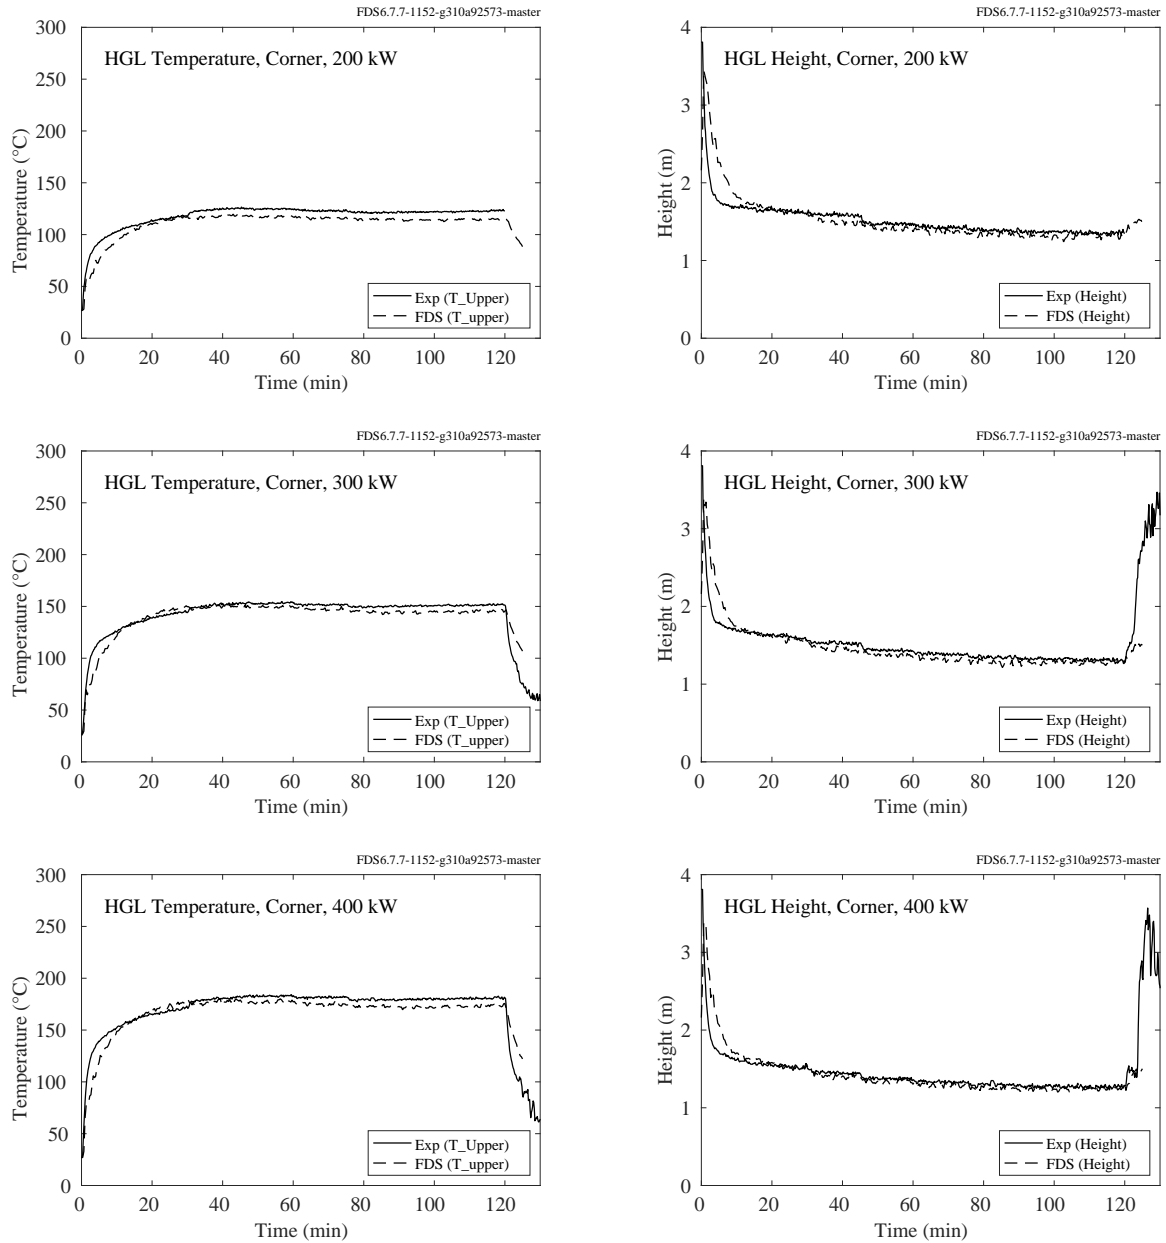 FDS6.7.7-1152-g310a92573-master
HGL Temperature, Corner, 200 kW
Temperature (°C)
300
250
200
150
100
50
0
Exp (T_Upper)
FDS (T_upper)
0 20 40 60 80 100 120
Time (min)
FDS6.7.7-1152-g310a92573-master
HGL Height, Corner, 200 kW
Height (m)
4
3
2
1
0
Exp (Height)
FDS (Height)
0 20 40 60 80 100 120
Time (min)
FDS6.7.7-1152-g310a92573-master
HGL Temperature, Corner, 300 kW
Temperature (°C)
300
250
200
150
100
50
0
Exp (T_Upper)
FDS (T_upper)
0 20 40 60 80 100 120
Time (min)
FDS6.7.7-1152-g310a92573-master
HGL Height, Corner, 300 kW
Height (m)
4
3
2
1
0
Exp (Height)
FDS (Height)
0 20 40 60 80 100 120
Time (min)
FDS6.7.7-1152-g310a92573-master
HGL Temperature, Corner, 400 kW
Temperature (°C)
300
250
200
150
100
50
0
Exp (T_Upper)
FDS (T_upper)
0 20 40 60 80 100 120
Time (min)
FDS6.7.7-1152-g310a92573-master
HGL Height, Corner, 400 kW
Height (m)
4
3
2
1
0
Exp (Height)
FDS (Height)
0 20 40 60 80 100 120
Time (min)